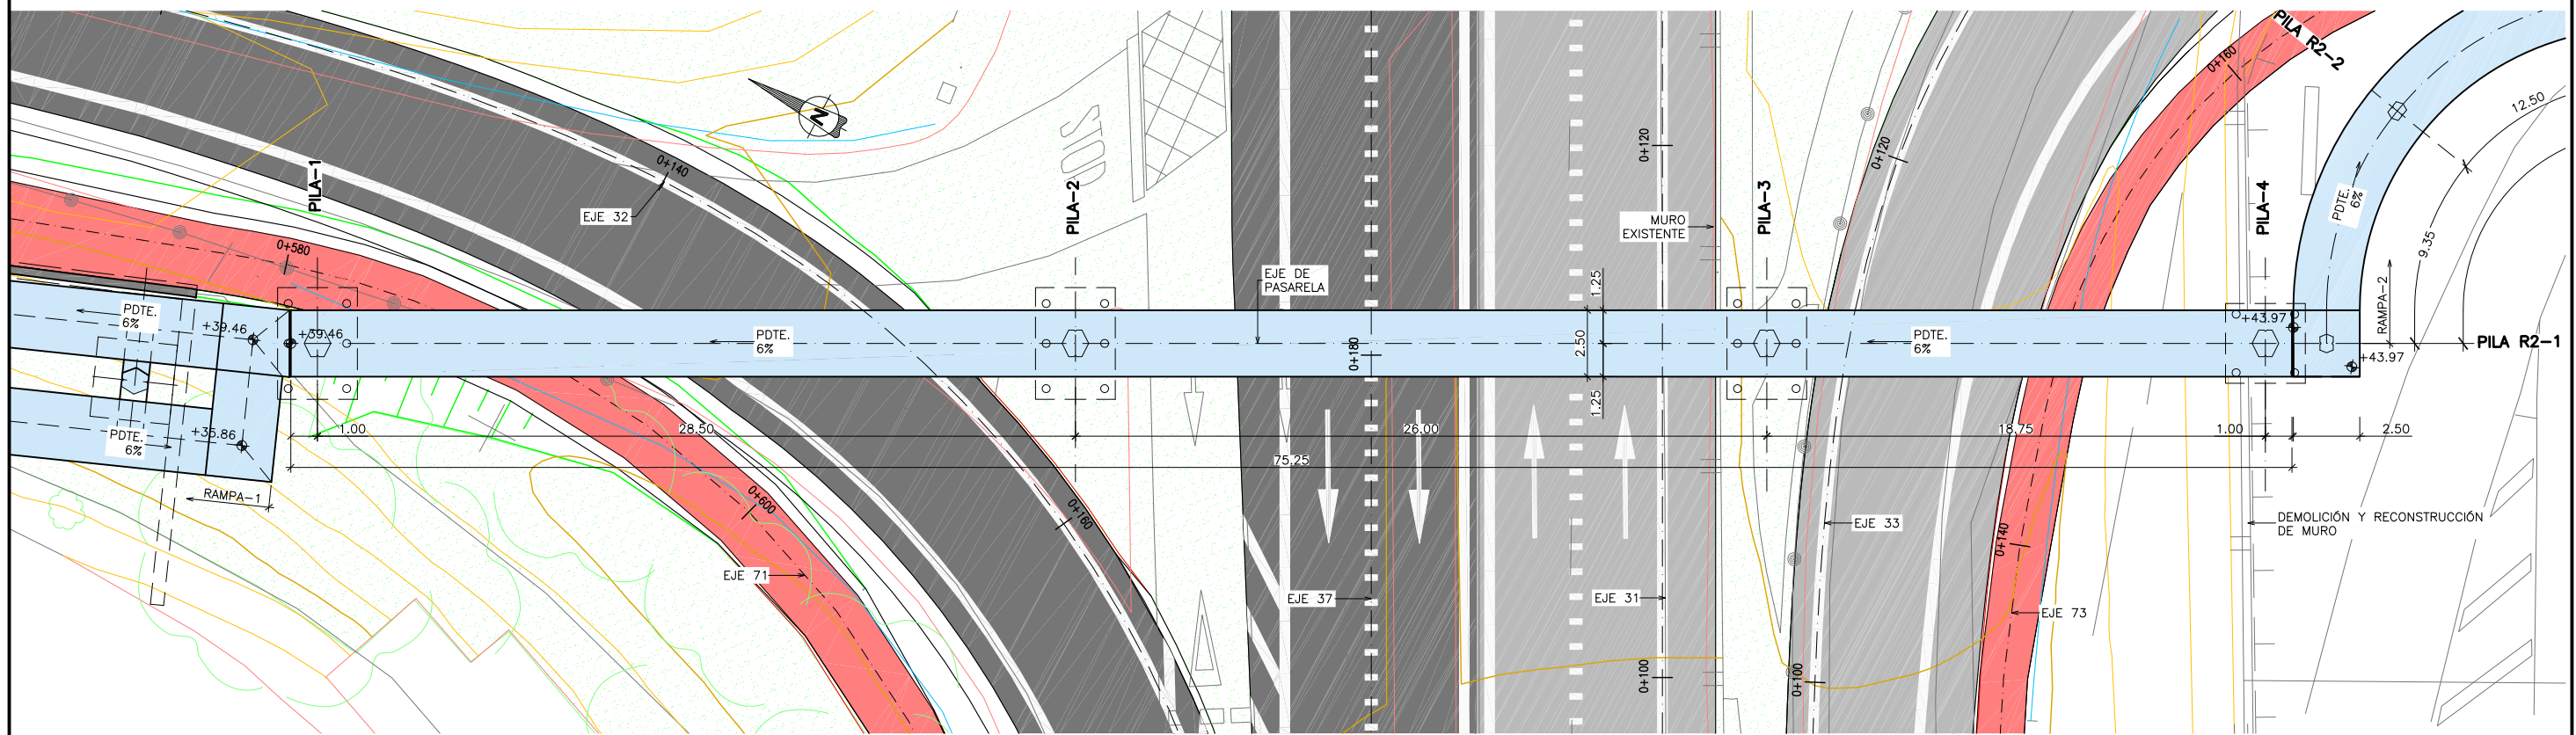 PILA R2-2
0+160
12.50
BUS
N
0+140
EJE 32
PILA-1
PILA-2
0+120
0+120
PILA-3
PILA-4
MURO
EXISTENTE
PDTE.
6%
9.35
0+580
EJE DE
PASARELA
1.25
RAMPA-2
PDTE.
6%
+39.46
+39.46
PDTE.
6%
0+180
2.50
PDTE.
6%
+43.97
PILA R2-1
+43.97
1.25
PDTE.
6%
+35.86
1.00
28.50
26.00
18.75
1.00
2.50
75.25
RAMPA-1
0+600
0+160
EJE 33
0+140
DEMOLICIÓN Y RECONSTRUCCIÓN
DE MURO
EJE 71
EJE 37
EJE 31
EJE 73
0+100
0+100